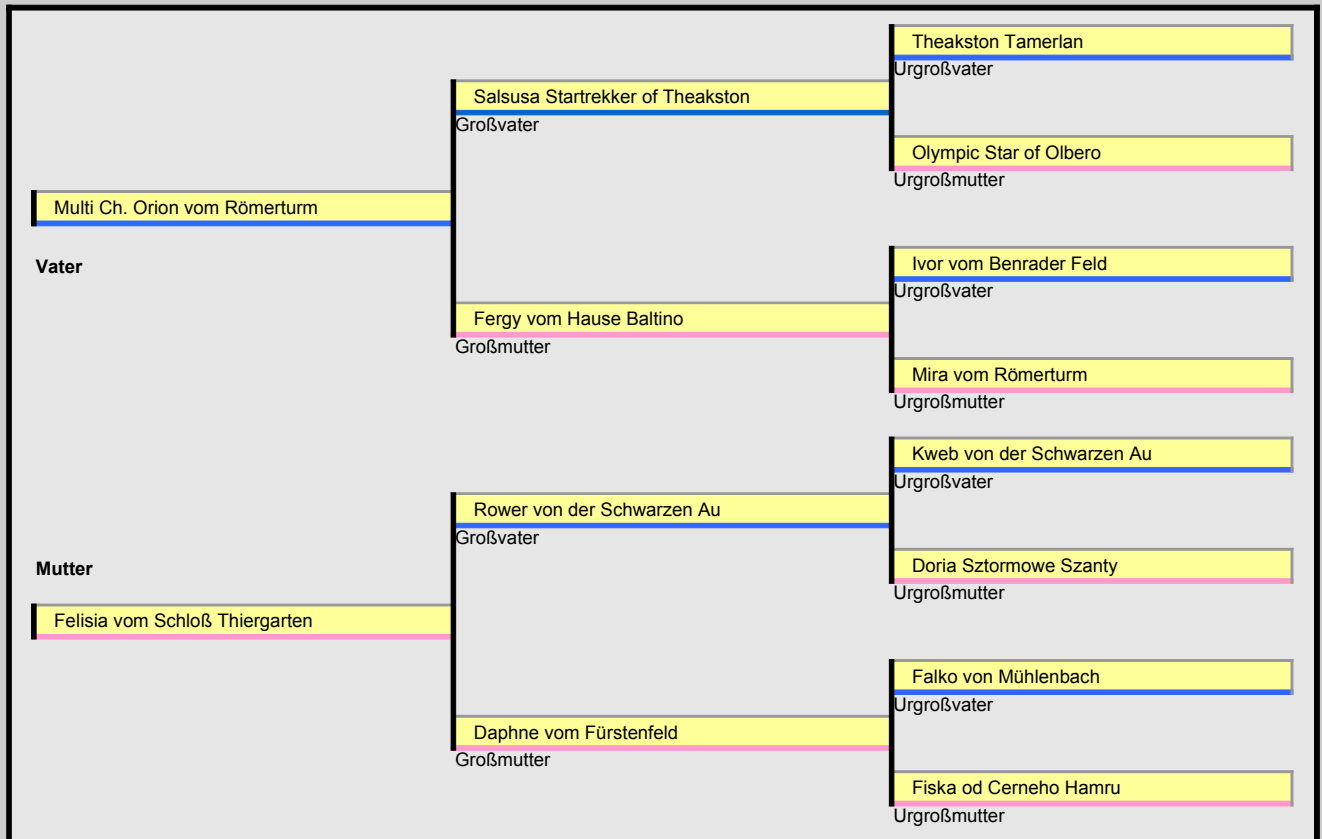 Theakston Tamerlan
Urgroßvater
Salsusa Startrekker of Theakston
Großvater
Olympic Star of Olbero
Urgroßmutter
Multi Ch. Orion vom Römerturm
Vater
Ivor vom Benrader Feld
Urgroßvater
Fergy vom Hause Baltino
Großmutter
Mira vom Römerturm
Urgroßmutter
Kweb von der Schwarzen Au
Urgroßvater
Rower von der Schwarzen Au
Großvater
Mutter
Doria Sztormowe Szanty
Urgroßmutter
Felisia vom Schloß Thiergarten
Falko von Mühlenbach
Urgroßvater
Daphne vom Fürstenfeld
Großmutter
Fiska od Cerneho Hamru
Urgroßmutter